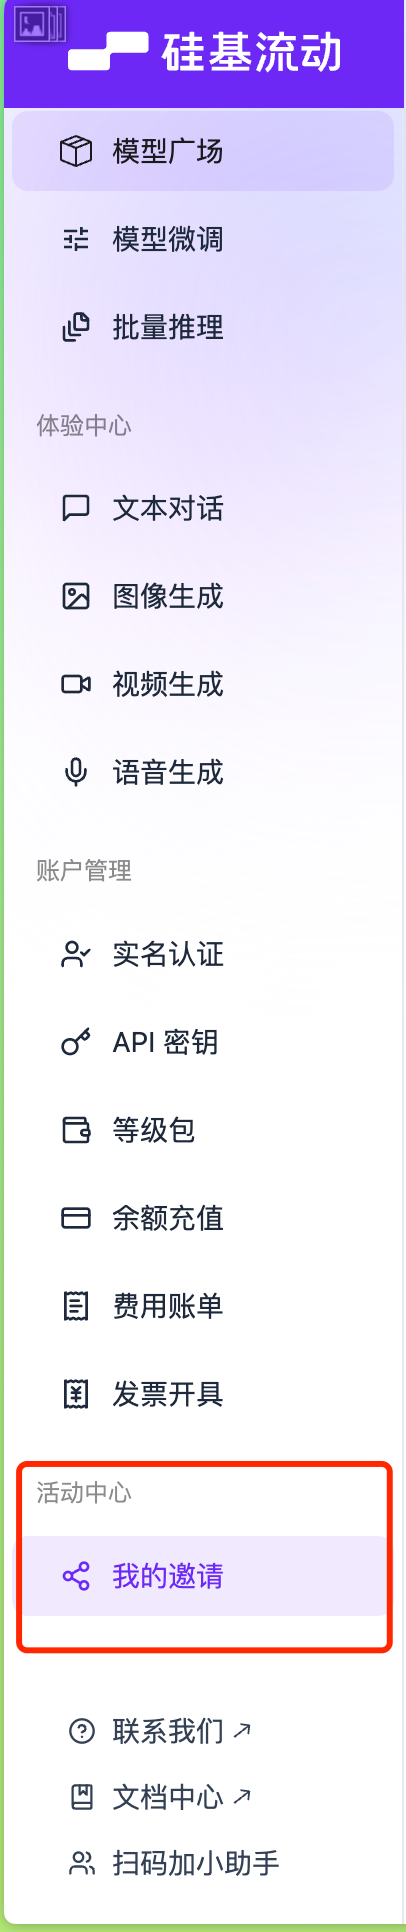 硅基流动
模型广场
模型微调
批量推理
体验中心
文本对话
图像生成
视频生成
语音生成
账户管理
实名认证
API 密钥
等级包
余额充值
费用账单
发票开具
活动中心
我的邀请
联系我们
文档中心
扫码加小助手